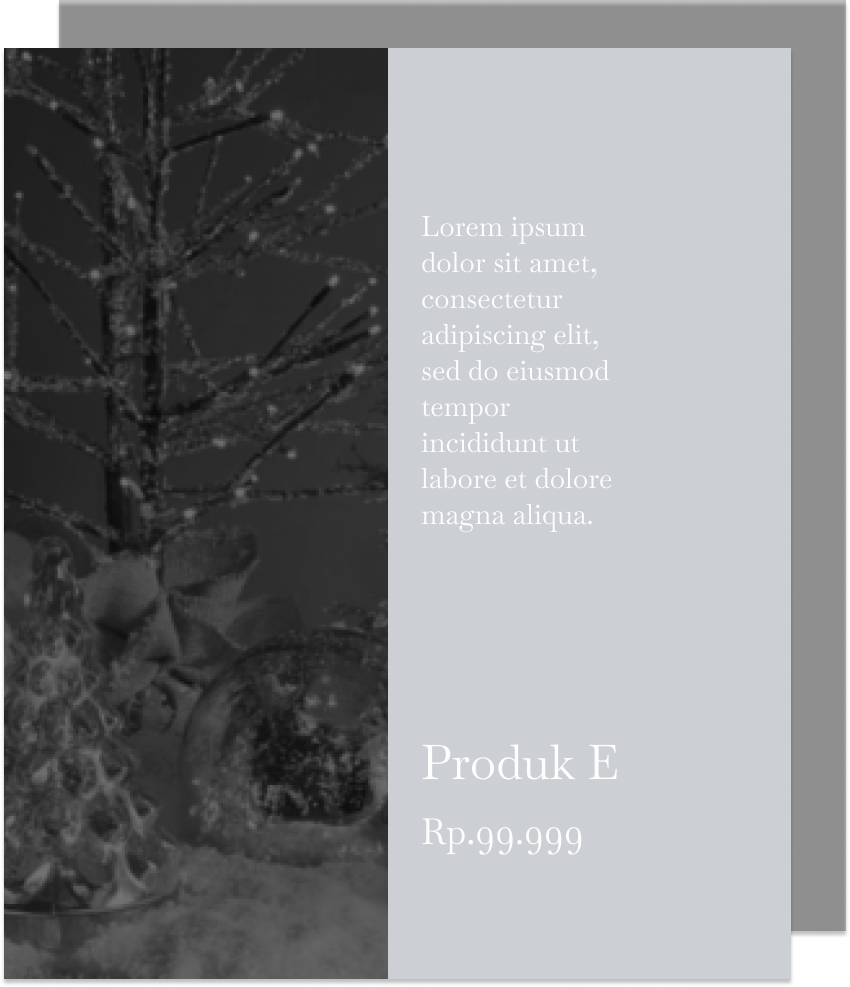 Lorem ipsum
dolor sit amet,
consectetur
adipiscing elit,
sed do eiusmod
tempor
incididunt ut
labore et dolore
magna aliqua.
Produk E
Rp.99.999